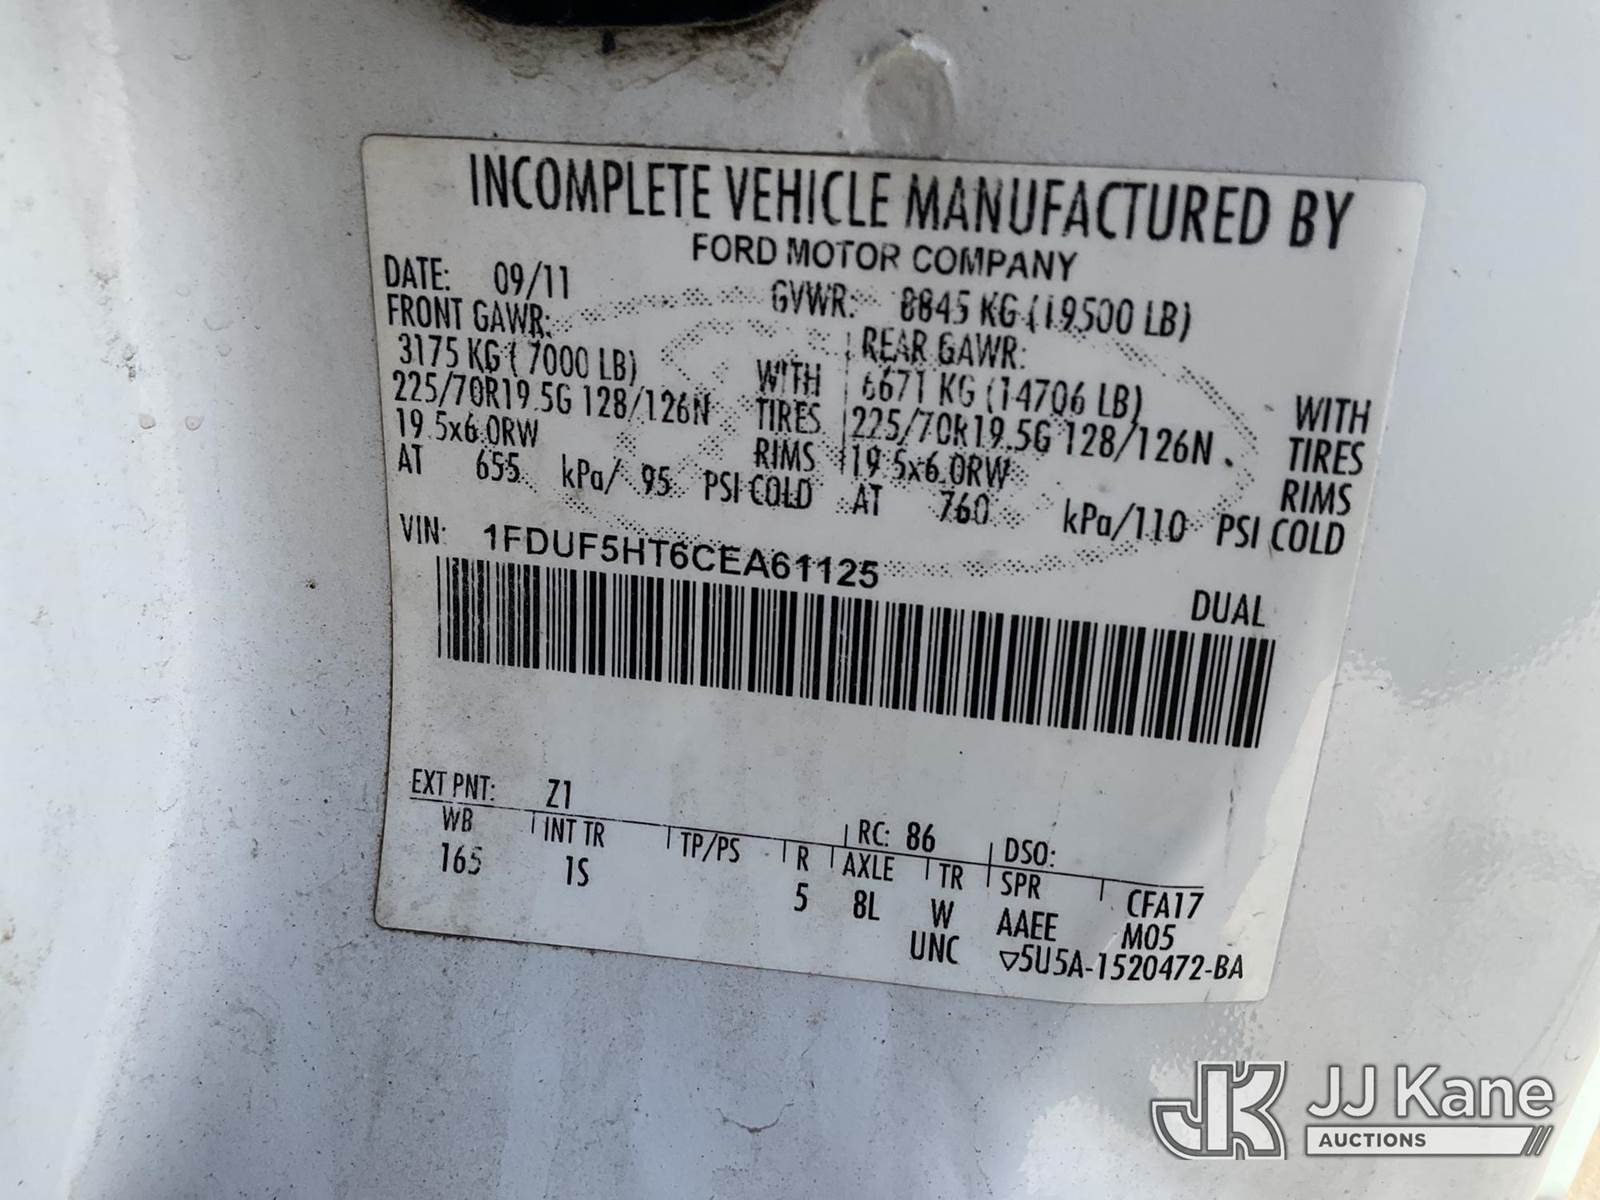 INCOMPLETE VEHICLE MANUFACTURED BY
FORD MOTOR COMPANY
DATE: 09/11 GVWR: 8845 KG (19500 LB)
FRONT GAWR: REAR GAWR:
3175 KG ( 7000 LB) WITH 6671 KG (14706 LB) WITH
225/70R19.5G 128/126N TIRES 225/70R19.5G 128/126N TIRES
19.5x6.0RW RIMS 19.5x6.0RW RIMS
AT 655 kPa/ 95 PSI COLD AT 760 kPa/110 PSI COLD
VIN: 1FDUF5HT6CEA61125
DUAL
EXT PNT: Z1 RC: 86 DSO:
WB INT TR TP/PS R AXLE TR SPR CFA17
165 1S 5 8L W AAEE M05
UNC ▽5U5A-1520472-BA
JK JJ Kane
AUCTIONS